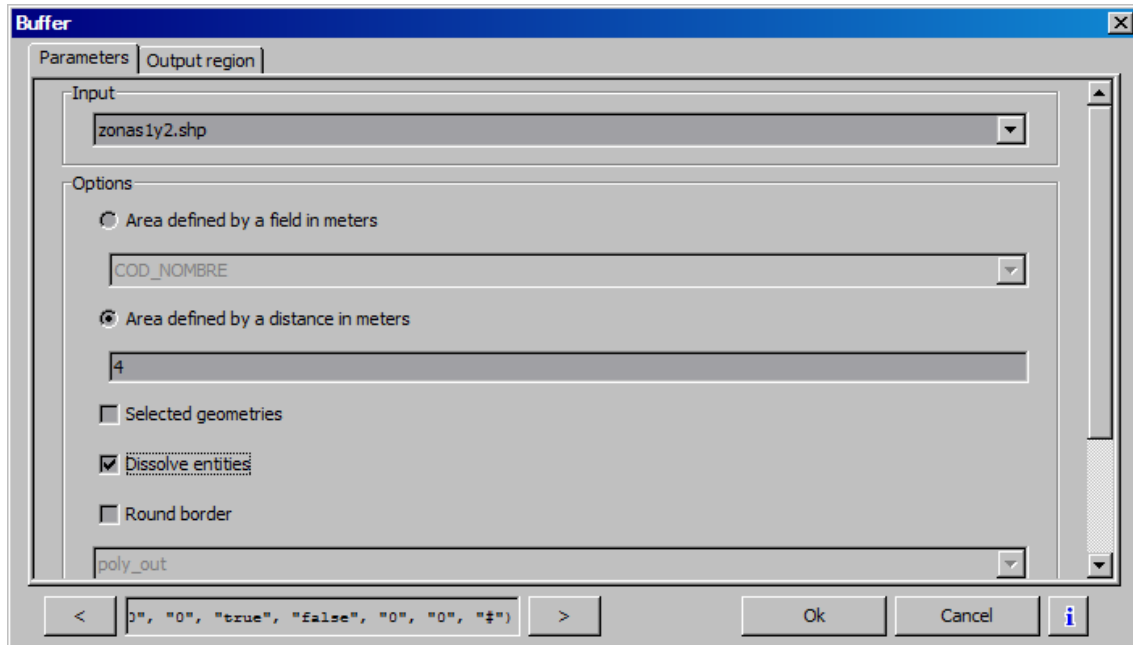 Buffer
Parameters
Output region
Input
zonas1y2.shp
Options
Area defined by a field in meters
COD_NOMBRE
Area defined by a distance in meters
4
Selected geometries
Dissolve entities
Round border
poly_out
< 0", "0", "true", "false", "0", "0", "#") > Ok Cancel i